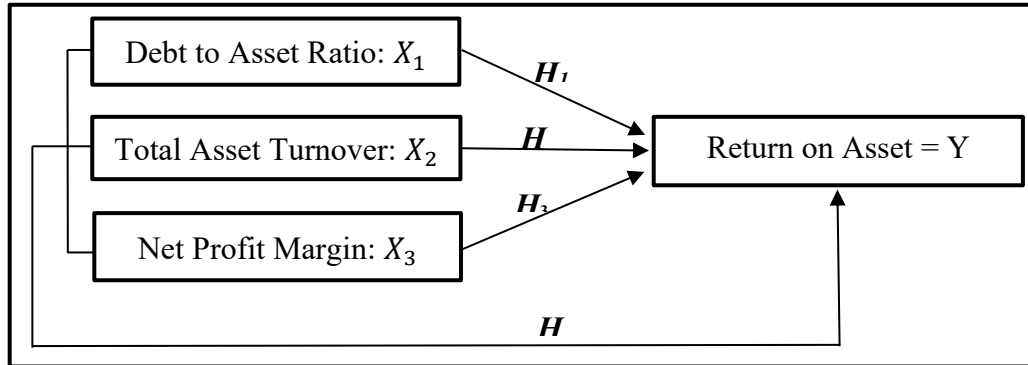 Debt to Asset Ratio: X₁
H₁
Total Asset Turnover: X₂
H
Return on Asset = Y
H₃
Net Profit Margin: X₃
H